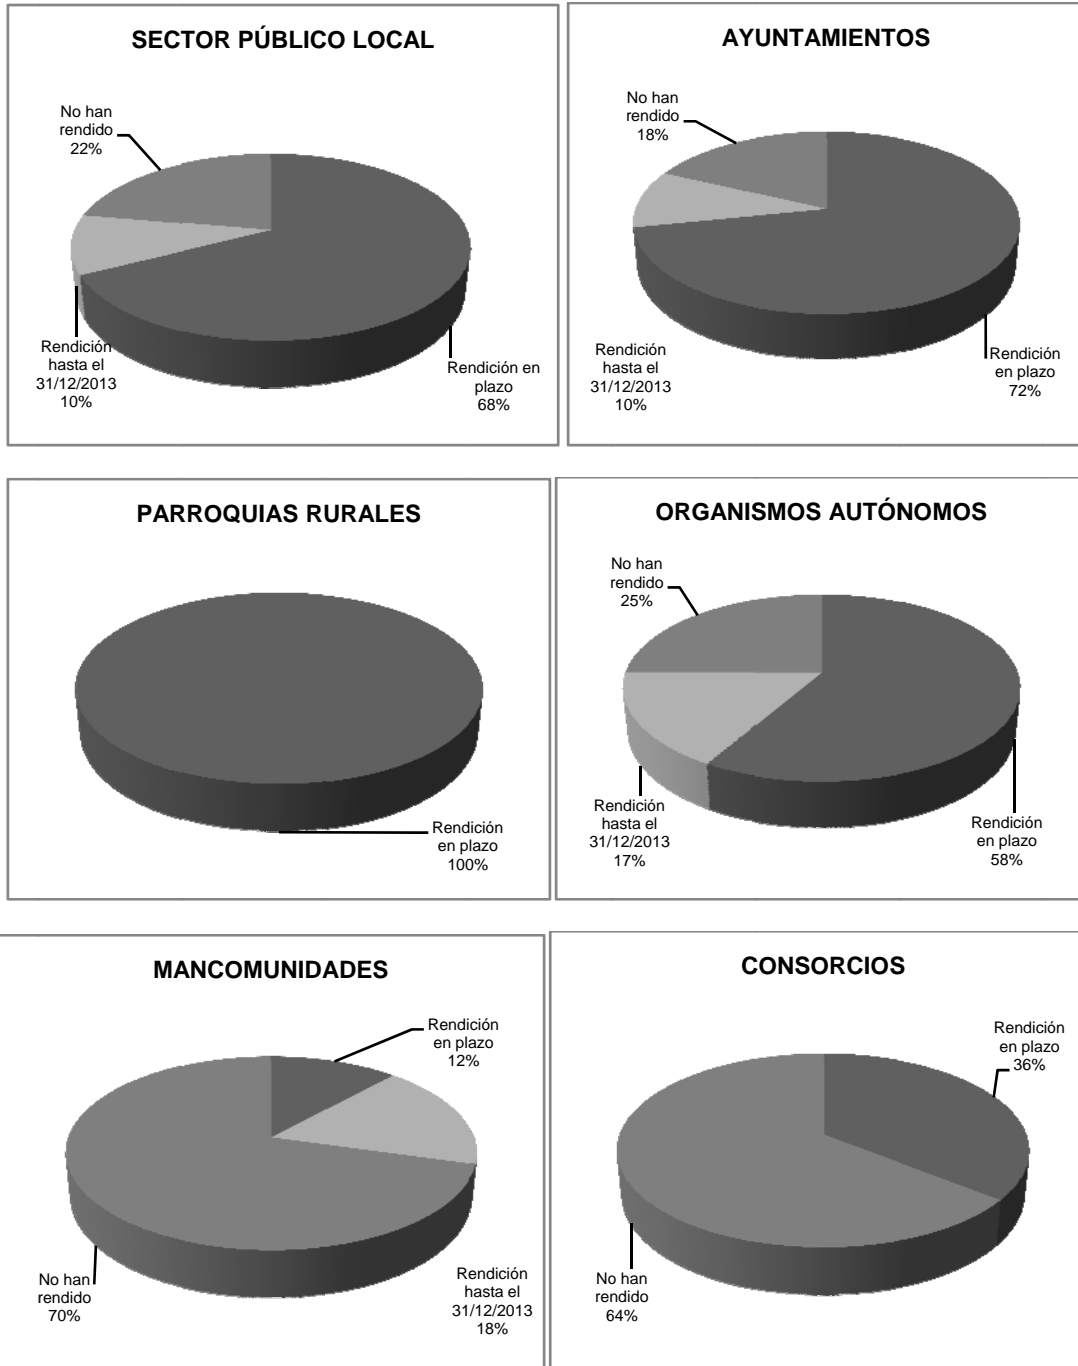 SECTOR PÚBLICO LOCAL
No han
rendido
22%
Rendición
hasta el
31/12/2013
10%
Rendición en
plazo
68%
AYUNTAMIENTOS
No han
rendido
18%
Rendición
hasta el
31/12/2013
10%
Rendición
en plazo
72%
PARROQUIAS RURALES
Rendición
en plazo
100%
ORGANISMOS AUTÓNOMOS
No han
rendido
25%
Rendición
hasta el
31/12/2013
17%
Rendición
en plazo
58%
MANCOMUNIDADES
Rendición
en plazo
12%
No han
rendido
70%
Rendición
hasta el
31/12/2013
18%
CONSORCIOS
Rendición
en plazo
36%
No han
rendido
64%